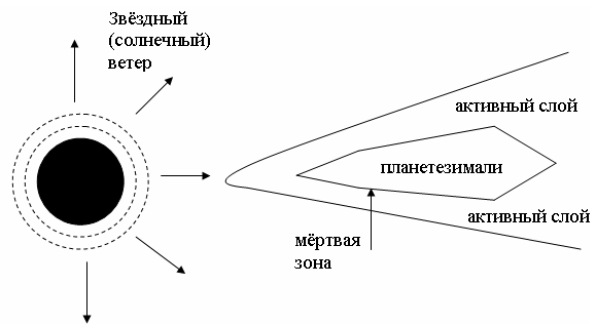 Звёздный
(солнечный)
ветер
активный слой
планетезимали
активный слой
мёртвая
зона